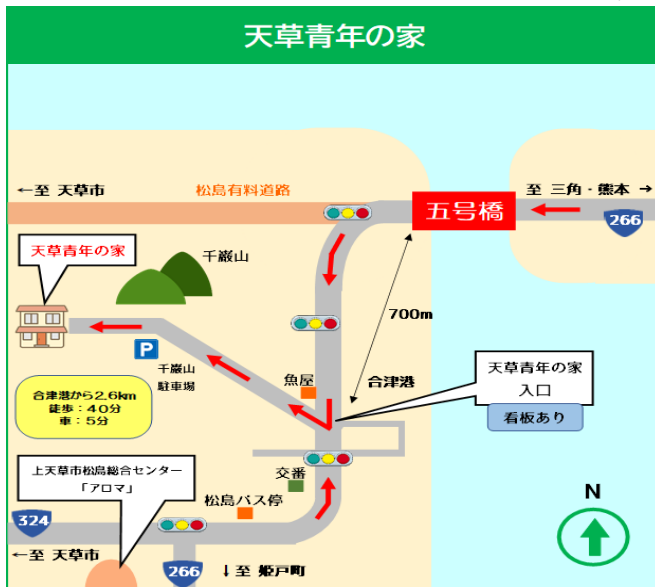 天草青年の家
←至 天草市
松島有料道路
五号橋
至 三角・熊本 →
266
天草青年の家
千巌山
700m
P
千巌山
駐車場
魚屋
合津港
天草青年の家
入口
看板あり
合津港から2.6km
徒歩:40分
車:5分
上天草市松島総合センター
「アロマ」
交番
松島バス停
324
←至 天草市
266
↓至 姫戸町
N